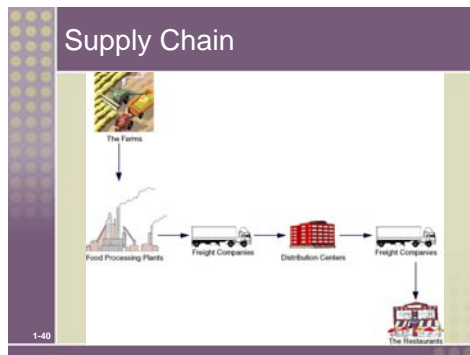 Supply Chain
The Farms
Food Processing Plants
Freight Companies
Distribution Centers
Freight Companies
The Restaurants
1-40